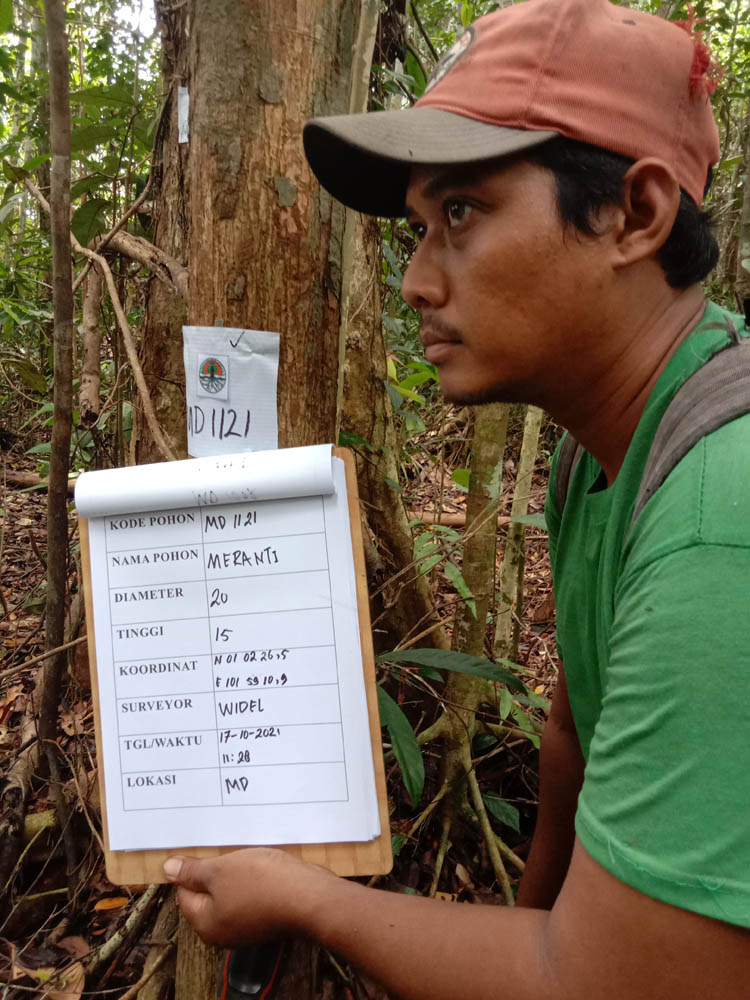 MD 1121
KODE POHON MD 1121
NAMA POHON MERANTI
DIAMETER 20
TINGGI 15
KOORDINAT N 01 02 26,5
E 101 59 10,9
SURVEYOR WIDEL
TGL/WAKTU 17-10-2021
11:28
LOKASI MD